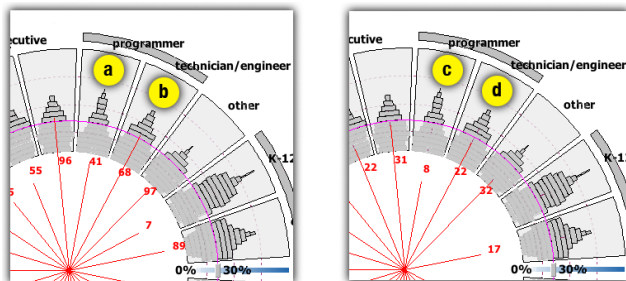 ecutive
programmer
a
technician/engineer
b
other
K-12
55
96
41
68
97
7
89
0%
30%
utive
programmer
c
technician/engineer
d
other
K-1
22
31
8
22
32
17
0%
30%